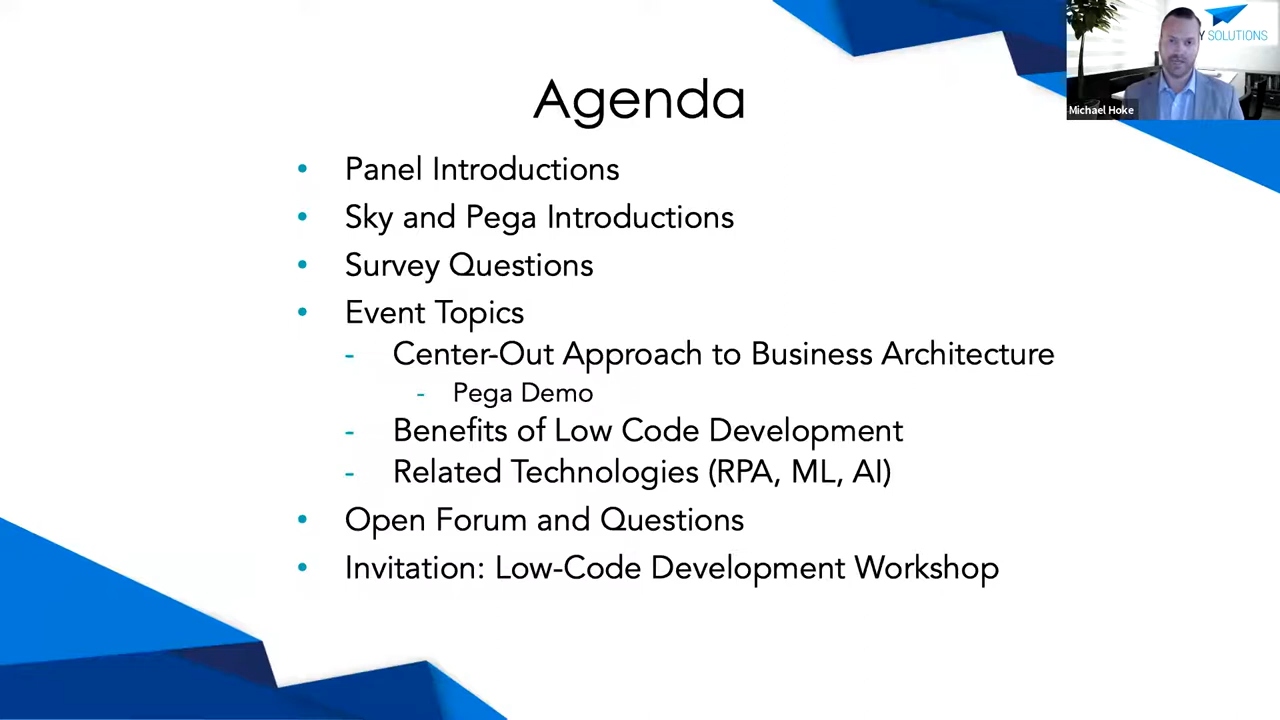 Agenda
• Panel Introductions
• Sky and Pega Introductions
• Survey Questions
• Event Topics
- Center-Out Approach to Business Architecture
- Pega Demo
- Benefits of Low Code Development
- Related Technologies (RPA, ML, AI)
• Open Forum and Questions
• Invitation: Low-Code Development Workshop
Y SOLUTIONS
Michael Hoke